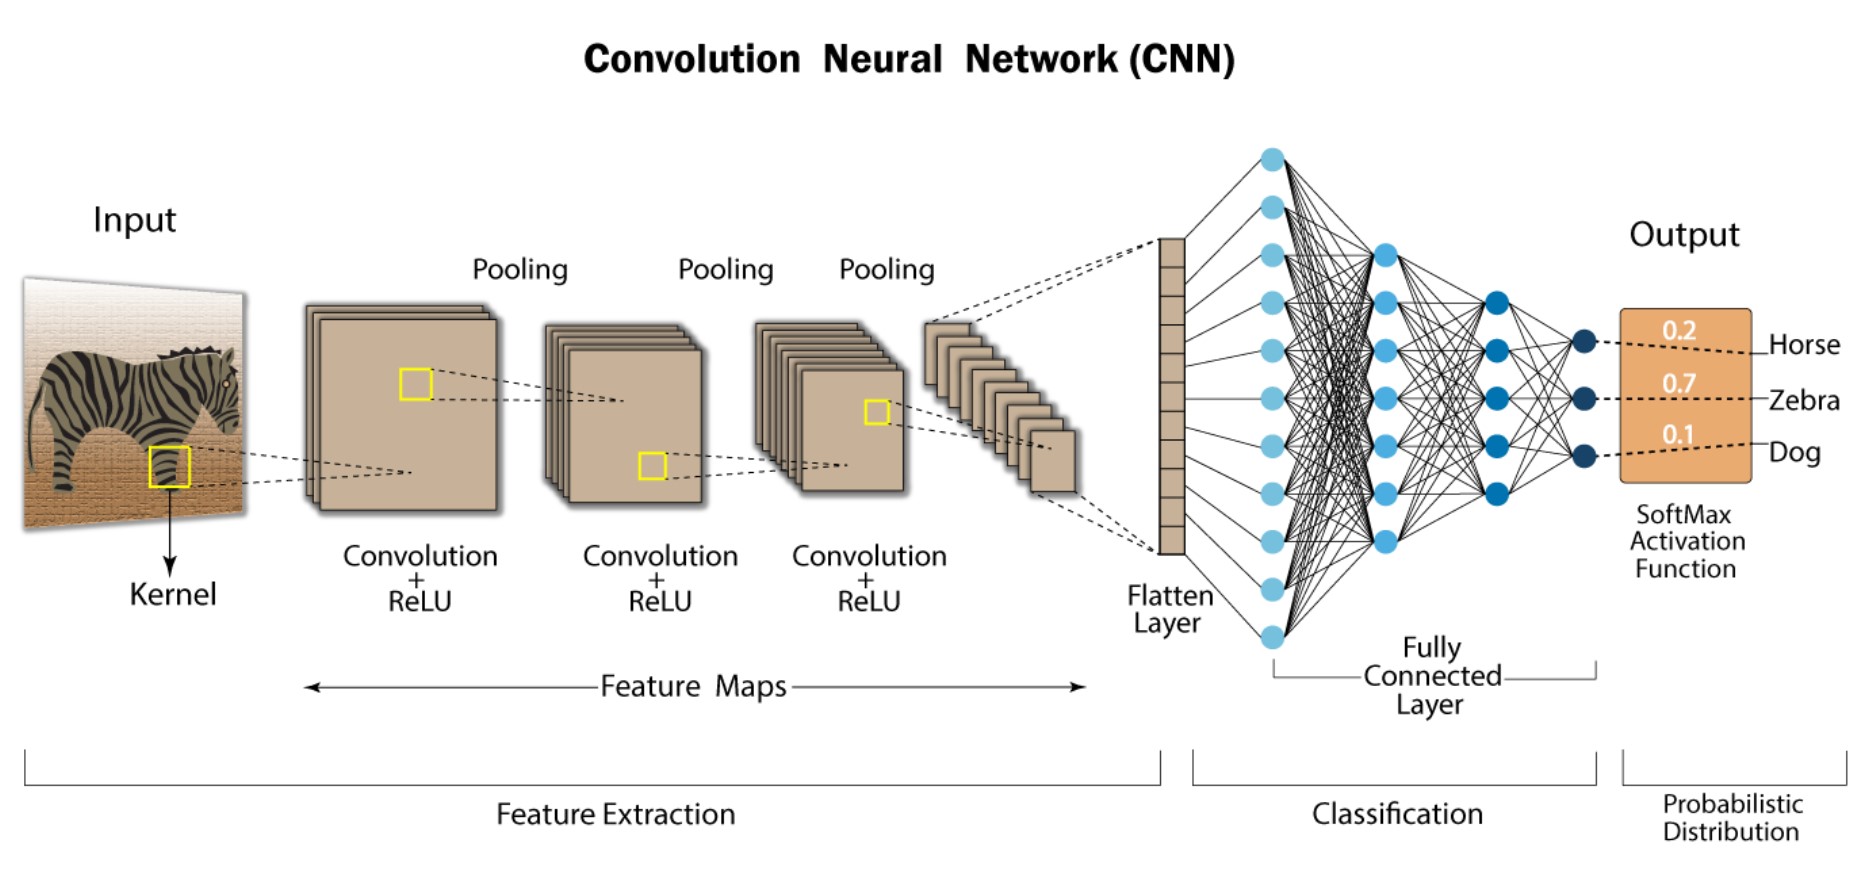 Convolution Neural Network (CNN)
Input
Pooling
Pooling
Pooling
Output
0.2
Horse
0.7
Zebra
0.1
Dog
SoftMax
Activation
Function
Kernel
Convolution
+
ReLU
Convolution
+
ReLU
Convolution
+
ReLU
Flatten
Layer
Fully
Connected
Layer
Feature Maps
Feature Extraction
Classification
Probabilistic
Distribution